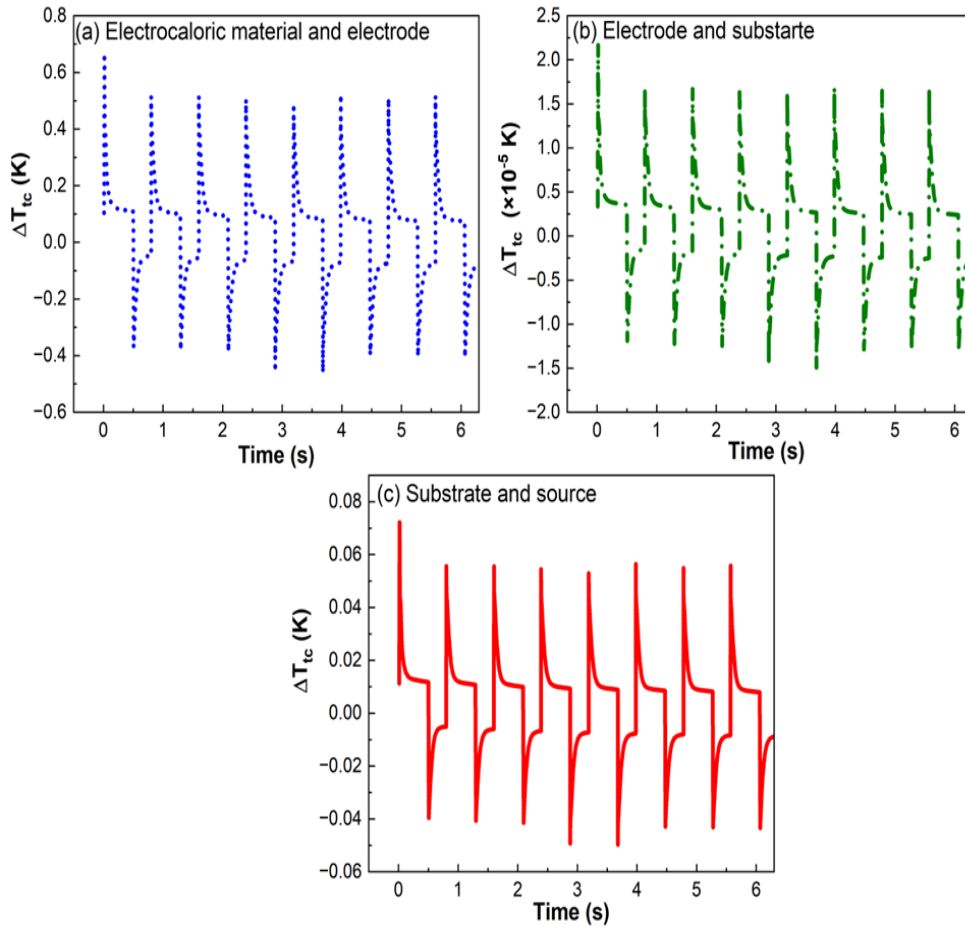 (a) Electrocaloric material and electrode
0.8
0.6
0.4
0.2
0.0
−0.2
−0.4
−0.6
ΔTtc (K)
0 1 2 3 4 5 6
Time (s)
(b) Electrode and substarte
2.5
2.0
1.5
1.0
0.5
0.0
−0.5
−1.0
−1.5
−2.0
ΔTtc (×10⁻⁵ K)
0 1 2 3 4 5 6
Time (s)
(c) Substrate and source
0.08
0.06
0.04
0.02
0.00
−0.02
−0.04
−0.06
ΔTtc (K)
0 1 2 3 4 5 6
Time (s)